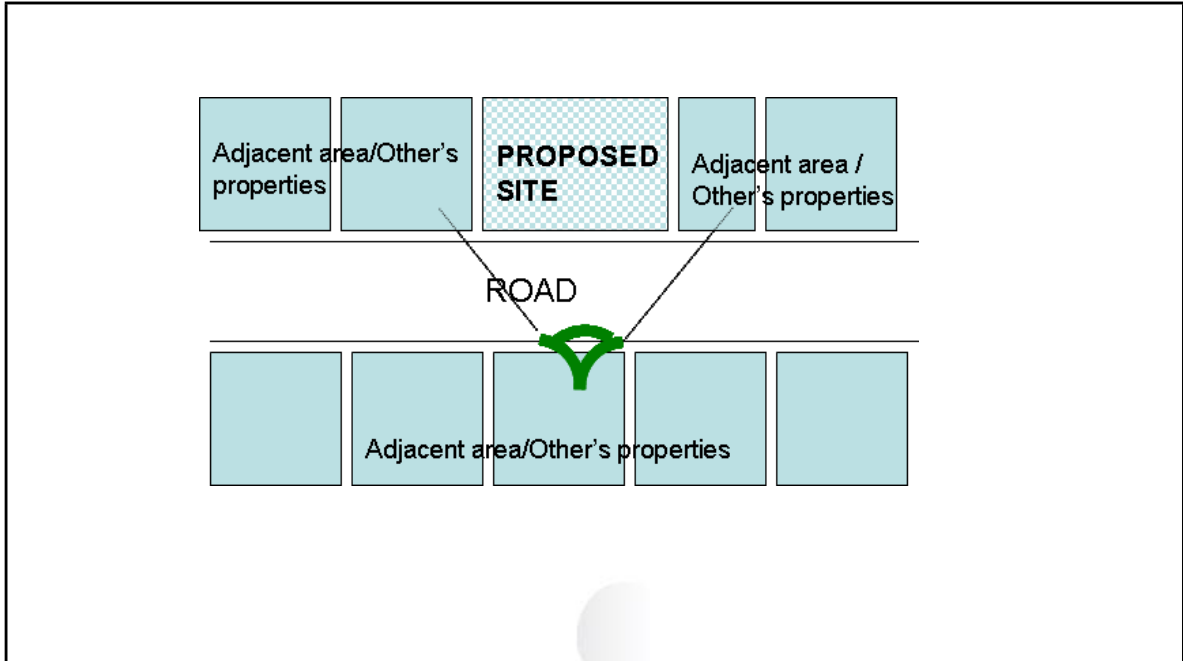 Adjacent area/Other's
properties
PROPOSED
SITE
Adjacent area /
Other's properties
ROAD
Adjacent area/Other's properties